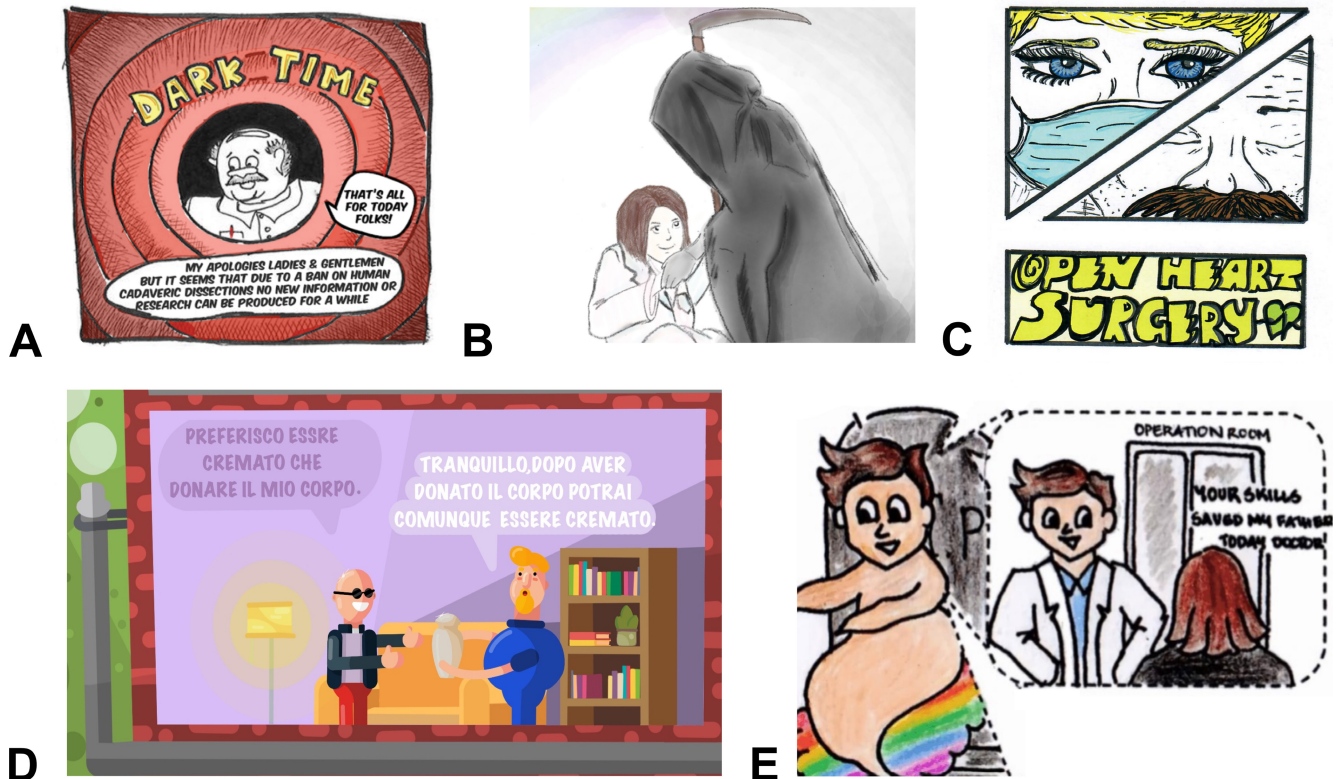 DARK TIME
THAT'S ALL
FOR TODAY
FOLKS!
MY APOLOGIES LADIES & GENTLEMEN
BUT IT SEEMS THAT DUE TO A BAN ON HUMAN
CADAVERIC DISSECTIONS NO NEW INFORMATION OR
RESEARCH CAN BE PRODUCED FOR A WHILE
A
B
OPEN HEART
SURGERY
C
PREFERISCO ESSRE
CREMATO CHE
DONARE IL MIO CORPO.
TRANQUILLO,DOPO AVER
DONATO IL CORPO POTRAI
COMUNQUE ESSERE CREMATO.
D
P
OPERATION ROOM
YOUR SKILLS
SAVED MY FATHER
TODAY DOCTOR!
E